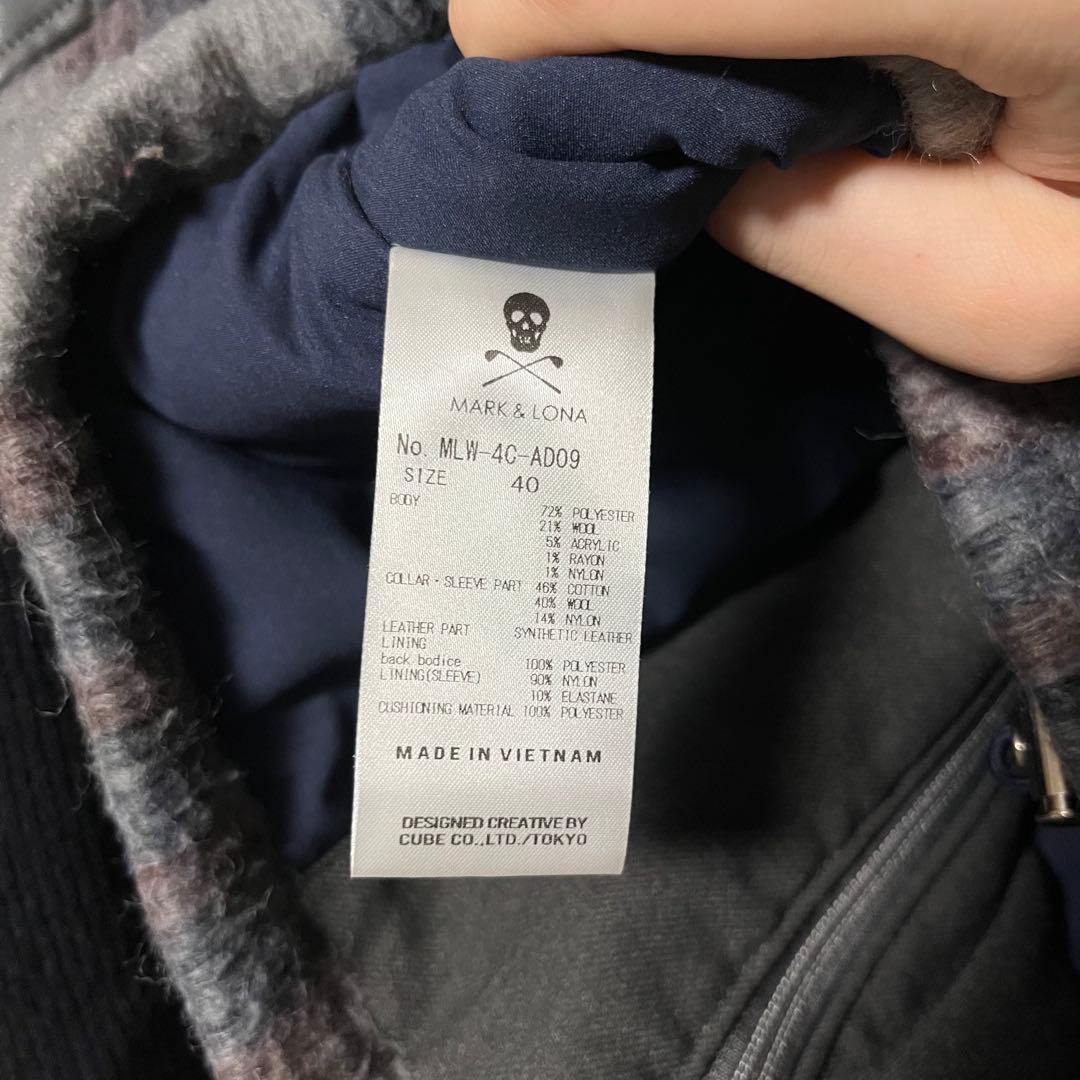 MARK & LONA
No. MLW-4C-AD09
SIZE 40
BODY 72% POLYESTER
21% WOOL
5% ACRYLIC
1% RAYON
1% NYLON
COLLAR・SLEEVE PART 46% COTTON
40% WOOL
14% NYLON
LEATHER PART SYNTHETIC LEATHER
LINING
back bodice 100% POLYESTER
LINING(SLEEVE) 90% NYLON
10% ELASTANE
CUSHIONING MATERIAL 100% POLYESTER
MADE IN VIETNAM
DESIGNED CREATIVE BY
CUBE CO.,LTD./TOKYO